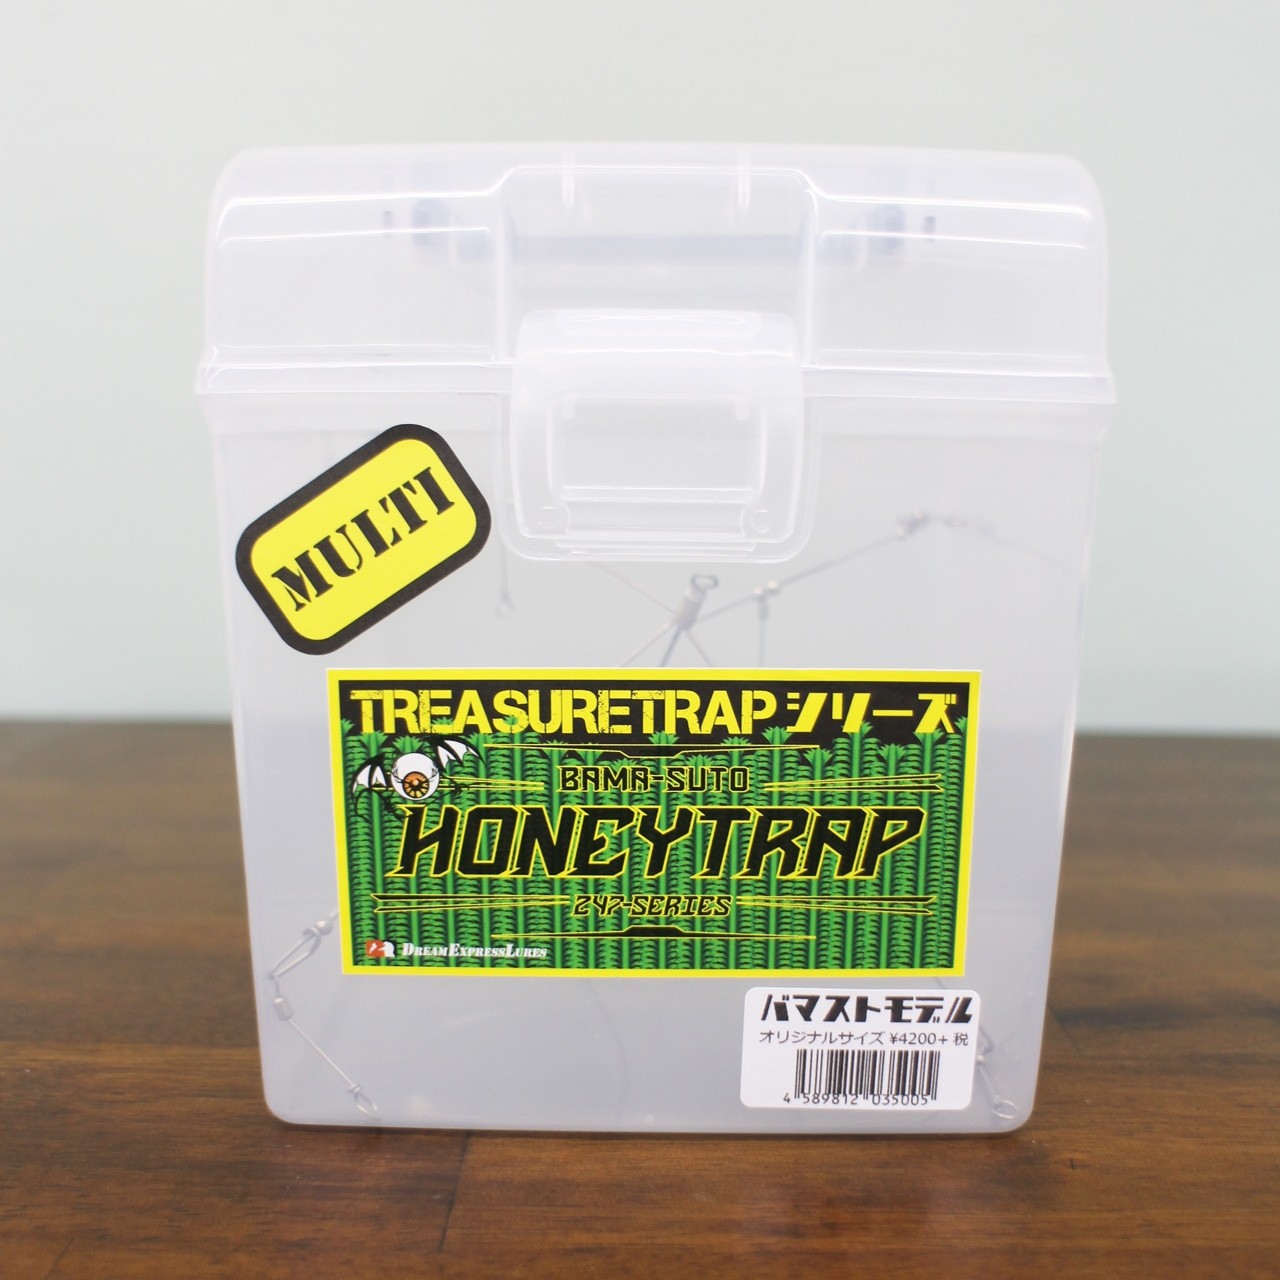 MULTI
TREASURETRAPシリーズ
BAMA-SUTO
HONEYTRAP
247-SERIES
DREAMEXPRESSLURES
バマストモデル
オリジナルサイズ ¥4200+ 税
4 589812 035005